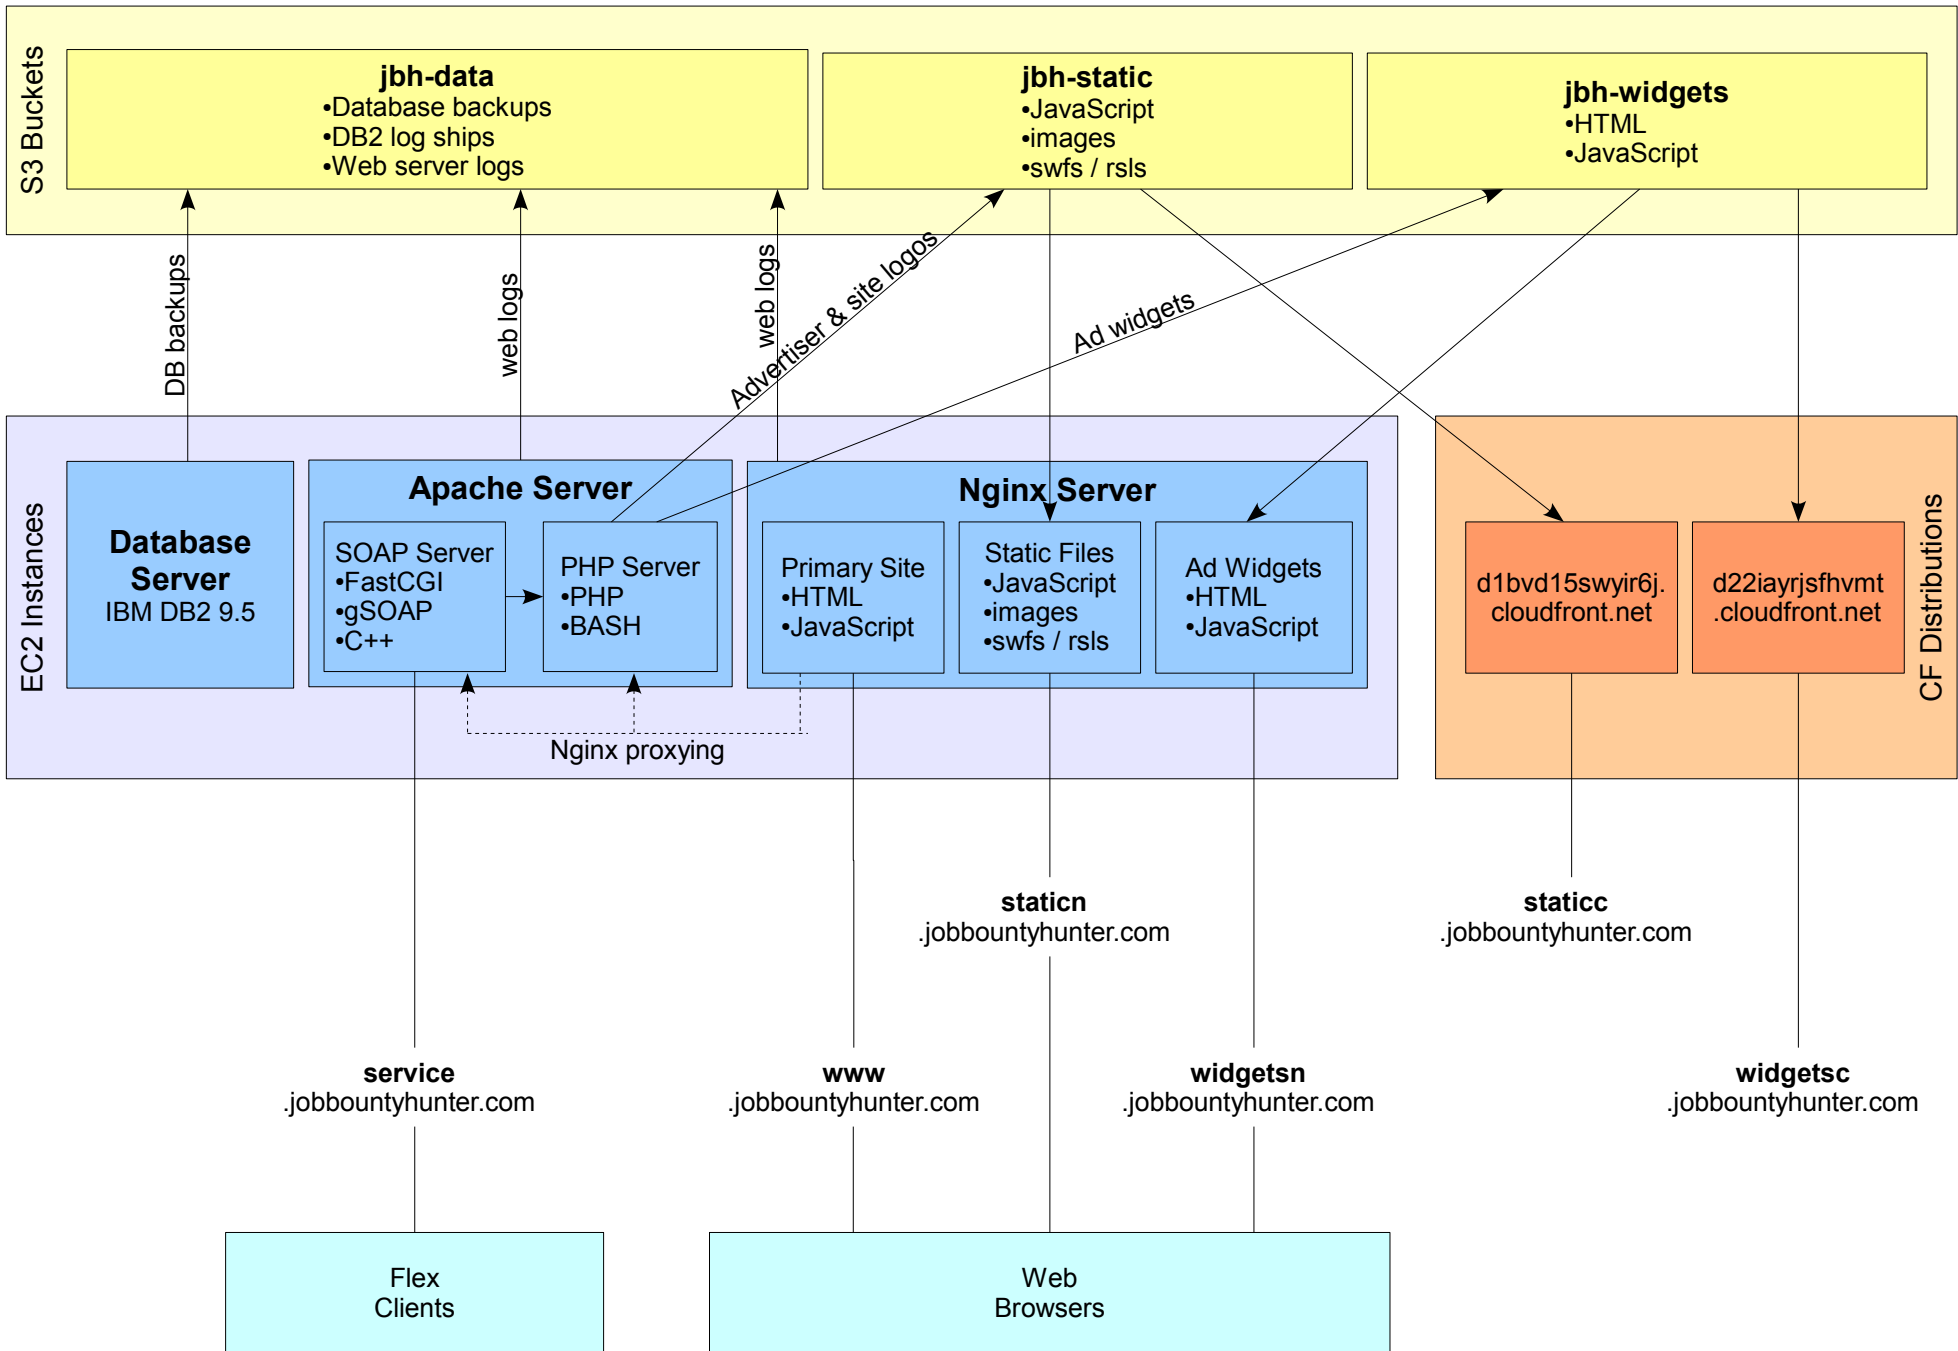 S3 Buckets
jbh-data
•Database backups
•DB2 log ships
•Web server logs
jbh-static
•JavaScript
•images
•swfs / rsls
jbh-widgets
•HTML
•JavaScript
DB backups
web logs
web logs
Advertiser & site logos
Ad widgets
EC2 Instances
Database
Server
IBM DB2 9.5
Apache Server
SOAP Server
•FastCGI
•gSOAP
•C++
PHP Server
•PHP
•BASH
Nginx Server
Primary Site
•HTML
•JavaScript
Static Files
•JavaScript
•images
•swfs / rsls
Ad Widgets
•HTML
•JavaScript
Nginx proxying
d1bvd15swyir6j.
cloudfront.net
d22iayrjsfhvmt
.cloudfront.net
CF Distributions
staticn
.jobbountyhunter.com
staticc
.jobbountyhunter.com
service
.jobbountyhunter.com
www
.jobbountyhunter.com
widgetsn
.jobbountyhunter.com
widgetsc
.jobbountyhunter.com
Flex
Clients
Web
Browsers